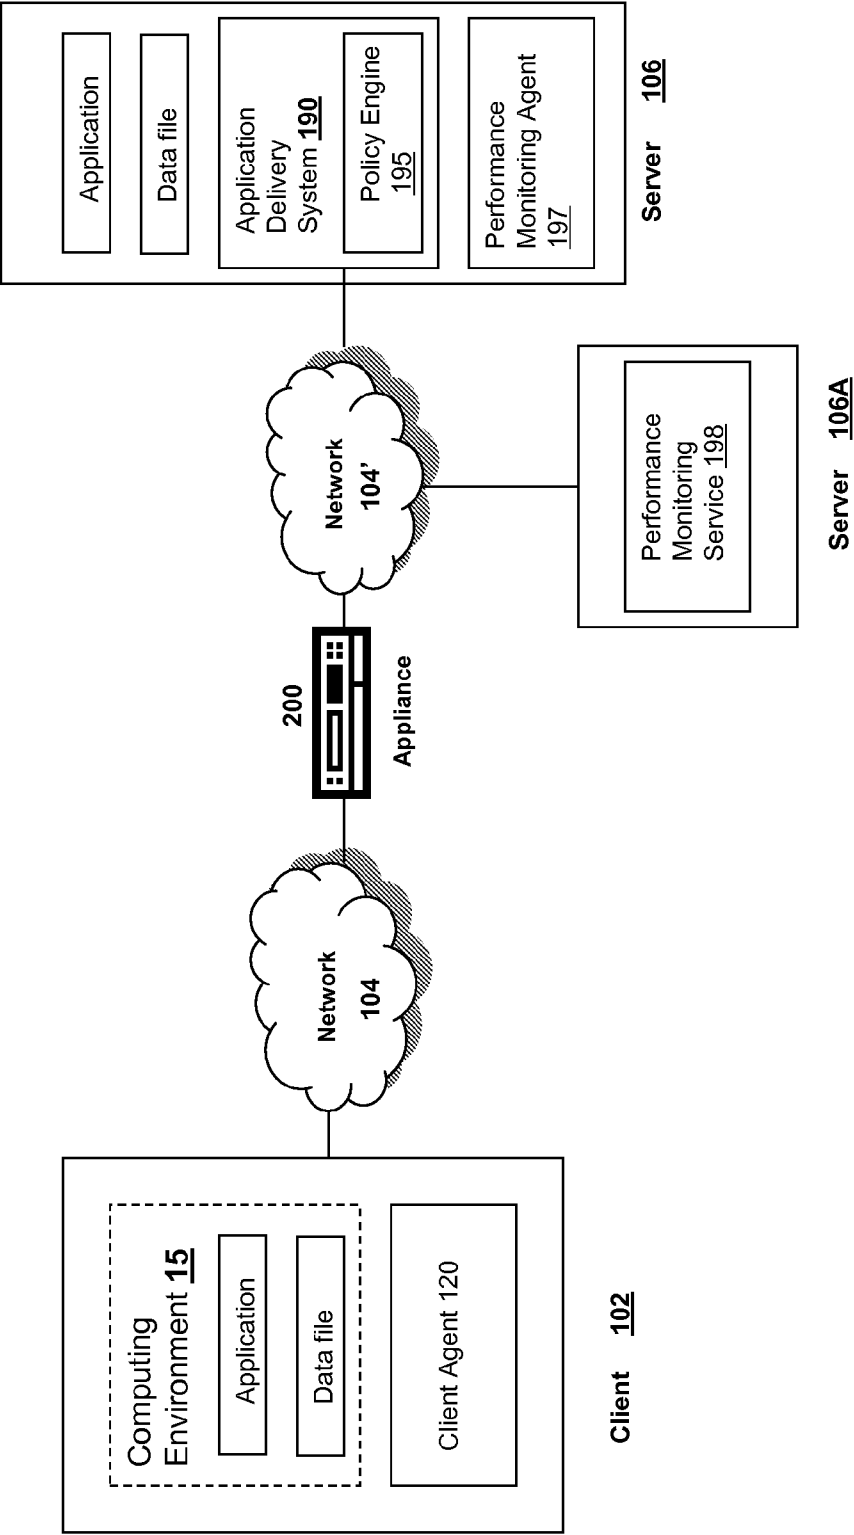 Computing
Environment 15
Application
Data file
Client Agent 120
Client 102
Network
104
200
Appliance
Network
104’
Application
Data file
Application
Delivery
System 190
Policy Engine
195
Performance
Monitoring Agent
197
Server 106
Performance
Monitoring
Service 198
Server 106A